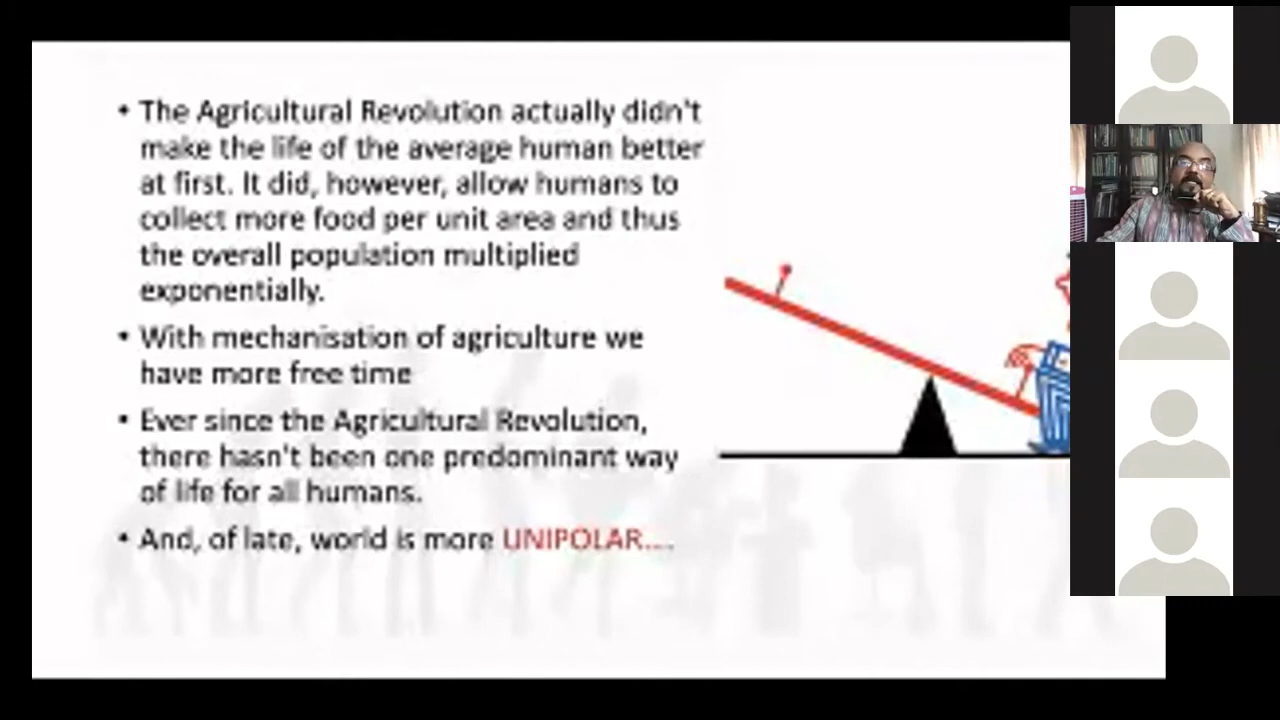 • The Agricultural Revolution actually didn't
make the life of the average human better
at first. It did, however, allow humans to
collect more food per unit area and thus
the overall population multiplied
exponentially.
• With mechanisation of agriculture we
have more free time
• Ever since the Agricultural Revolution,
there hasn't been one predominant way
of life for all humans.
• And, of late, world is more UNIPOLAR....